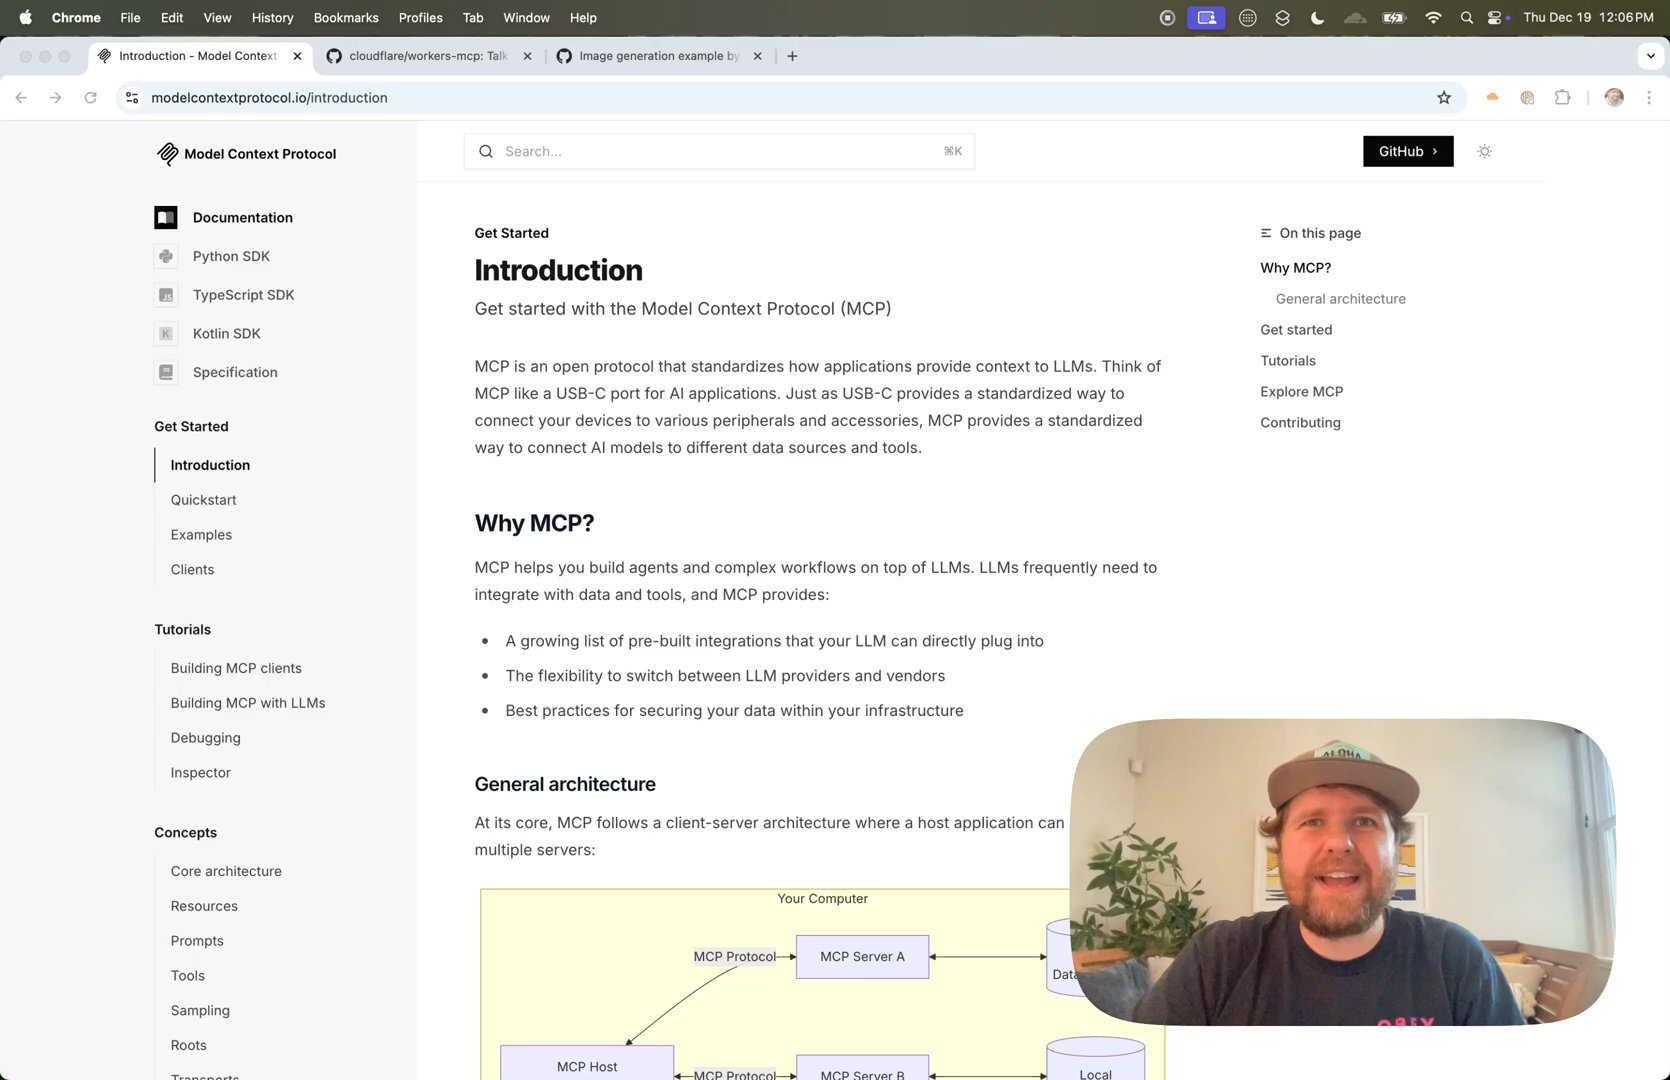 Chrome File Edit View History Bookmarks Profiles Tab Window Help Thu Dec 19 12:06 PM
Introduction - Model Context cloudflare/workers-mcp: Talk Image generation example by
modelcontextprotocol.io/introduction
Model Context Protocol
Search...
⌘K
GitHub ›
Documentation
Python SDK
TypeScript SDK
Kotlin SDK
Specification
Get Started
Introduction
Quickstart
Examples
Clients
Tutorials
Building MCP clients
Building MCP with LLMs
Debugging
Inspector
Concepts
Core architecture
Resources
Prompts
Tools
Sampling
Roots
Transports
Get Started
Introduction
Get started with the Model Context Protocol (MCP)
MCP is an open protocol that standardizes how applications provide context to LLMs. Think of
MCP like a USB-C port for AI applications. Just as USB-C provides a standardized way to
connect your devices to various peripherals and accessories, MCP provides a standardized
way to connect AI models to different data sources and tools.
Why MCP?
MCP helps you build agents and complex workflows on top of LLMs. LLMs frequently need to
integrate with data and tools, and MCP provides:
• A growing list of pre-built integrations that your LLM can directly plug into
• The flexibility to switch between LLM providers and vendors
• Best practices for securing your data within your infrastructure
General architecture
At its core, MCP follows a client-server architecture where a host application can
multiple servers:
Your Computer
MCP Protocol
MCP Server A
Data
MCP Host
MCP Protocol
MCP Server B
Local
On this page
Why MCP?
General architecture
Get started
Tutorials
Explore MCP
Contributing
ALOHA
OBEY